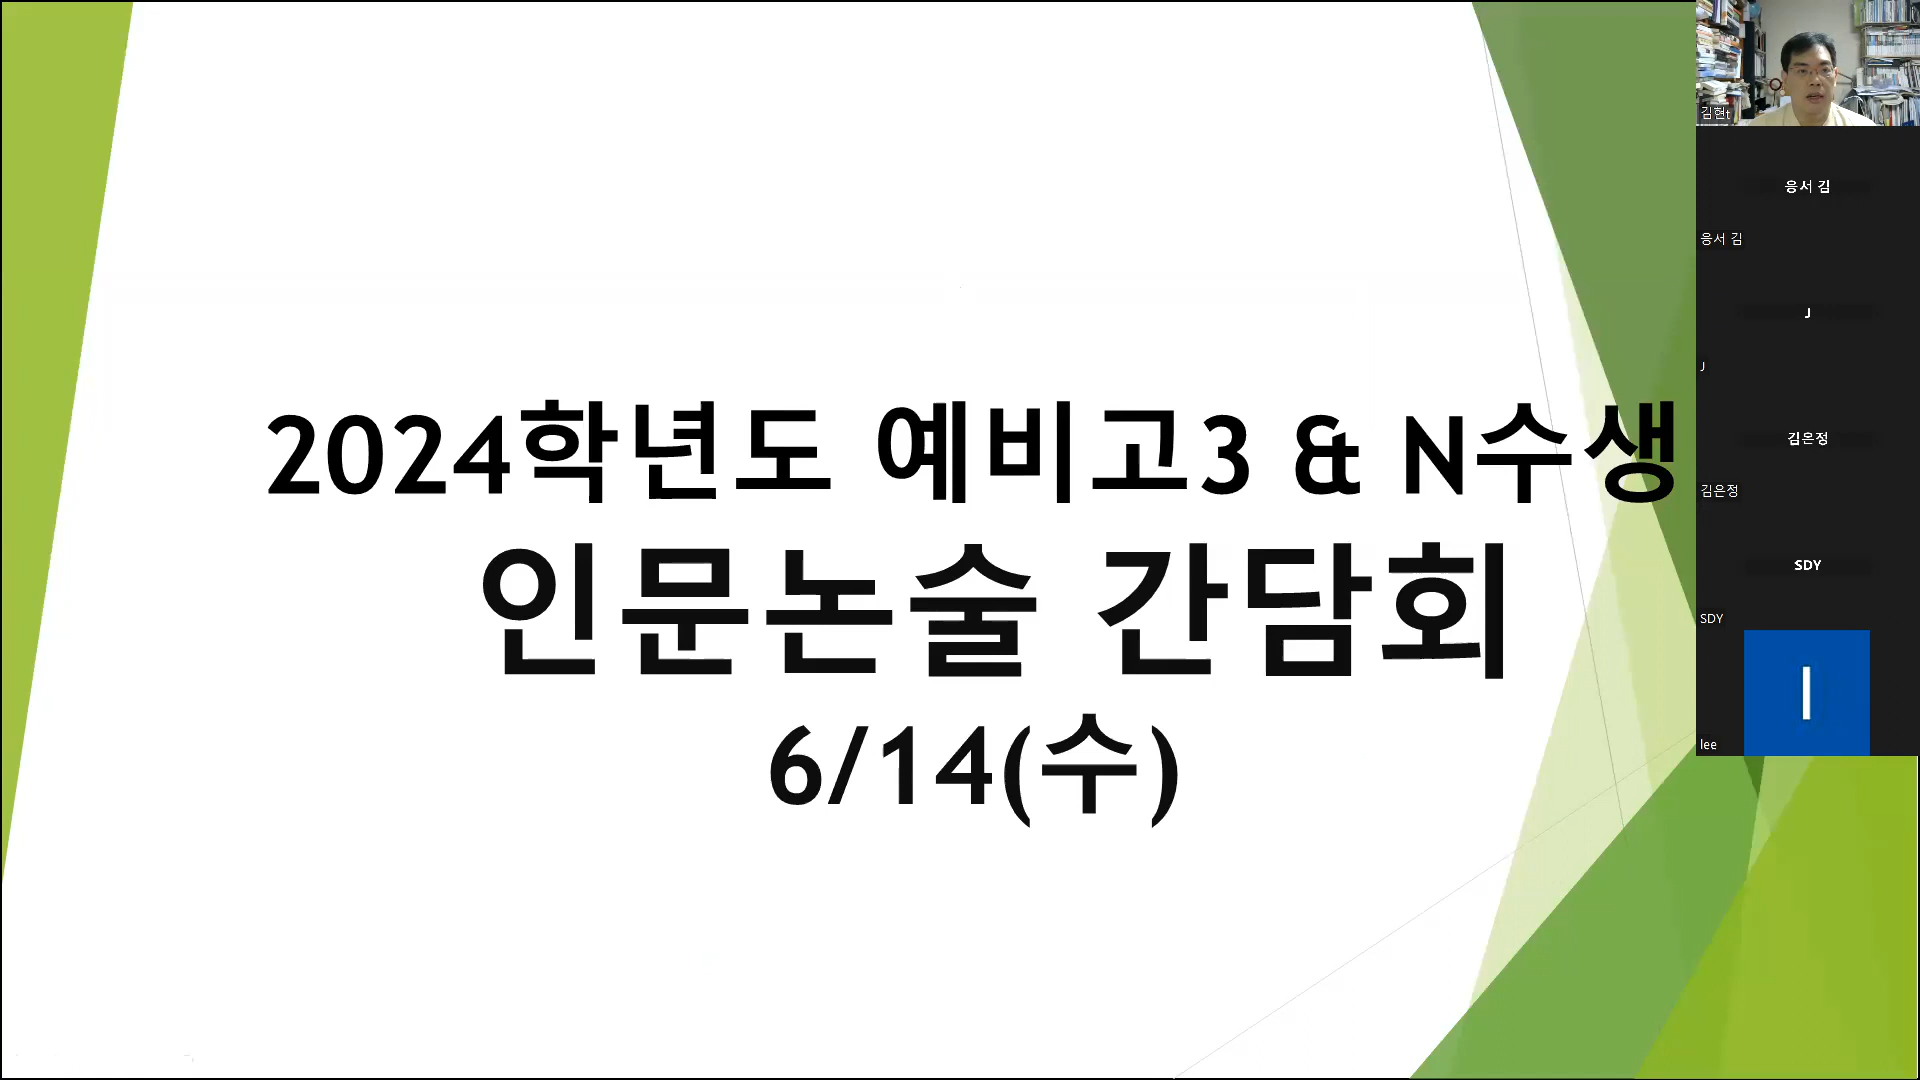 2024학년도 예비고3 & N수생
인문논술 간담회
6/14(수)
김현t
응서 김
응서 김
J
J
김은정
김은정
SDY
SDY
l
lee